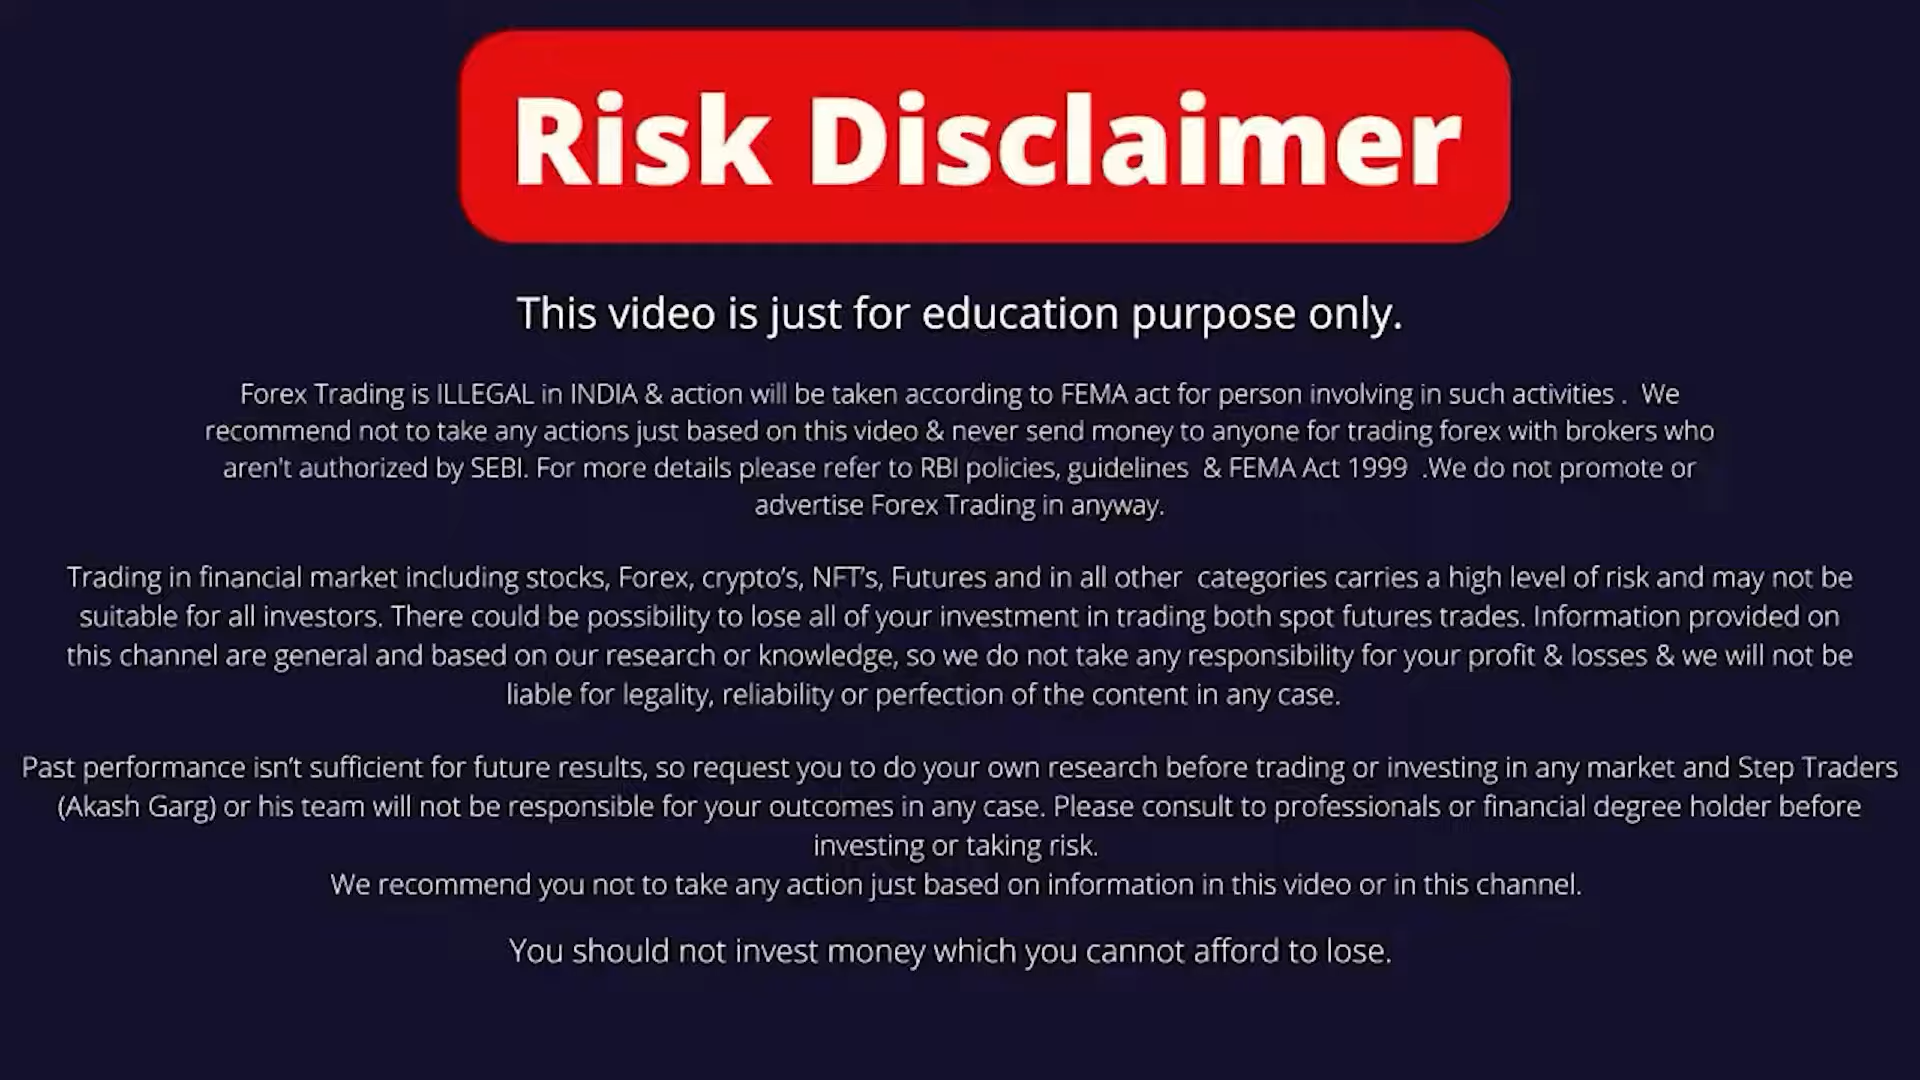 Risk Disclaimer
This video is just for education purpose only.
Forex Trading is ILLEGAL in INDIA & action will be taken according to FEMA act for person involving in such activities .  We
recommend not to take any actions just based on this video & never send money to anyone for trading forex with brokers who
aren't authorized by SEBI. For more details please refer to RBI policies, guidelines  & FEMA Act 1999  .We do not promote or
advertise Forex Trading in anyway.
Trading in financial market including stocks, Forex, crypto’s, NFT’s, Futures and in all other  categories carries a high level of risk and may not be
suitable for all investors. There could be possibility to lose all of your investment in trading both spot futures trades. Information provided on
this channel are general and based on our research or knowledge, so we do not take any responsibility for your profit & losses & we will not be
liable for legality, reliability or perfection of the content in any case.
Past performance isn’t sufficient for future results, so request you to do your own research before trading or investing in any market and Step Traders
(Akash Garg) or his team will not be responsible for your outcomes in any case. Please consult to professionals or financial degree holder before
investing or taking risk.
We recommend you not to take any action just based on information in this video or in this channel.
You should not invest money which you cannot afford to lose.